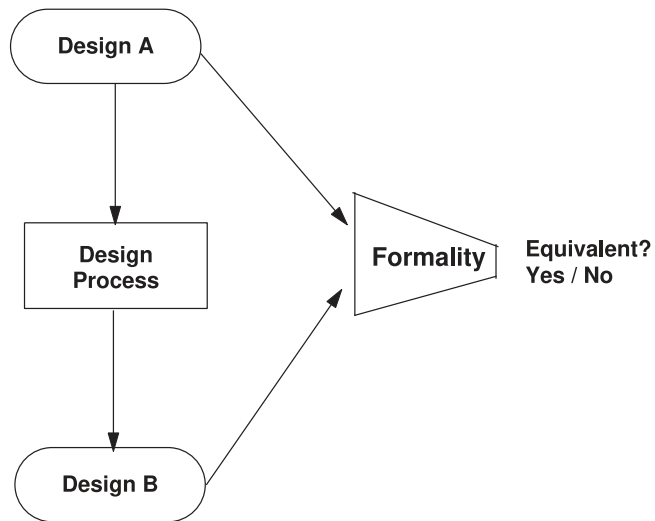 Design A
Design
Process
Formality
Equivalent?
Yes / No
Design B